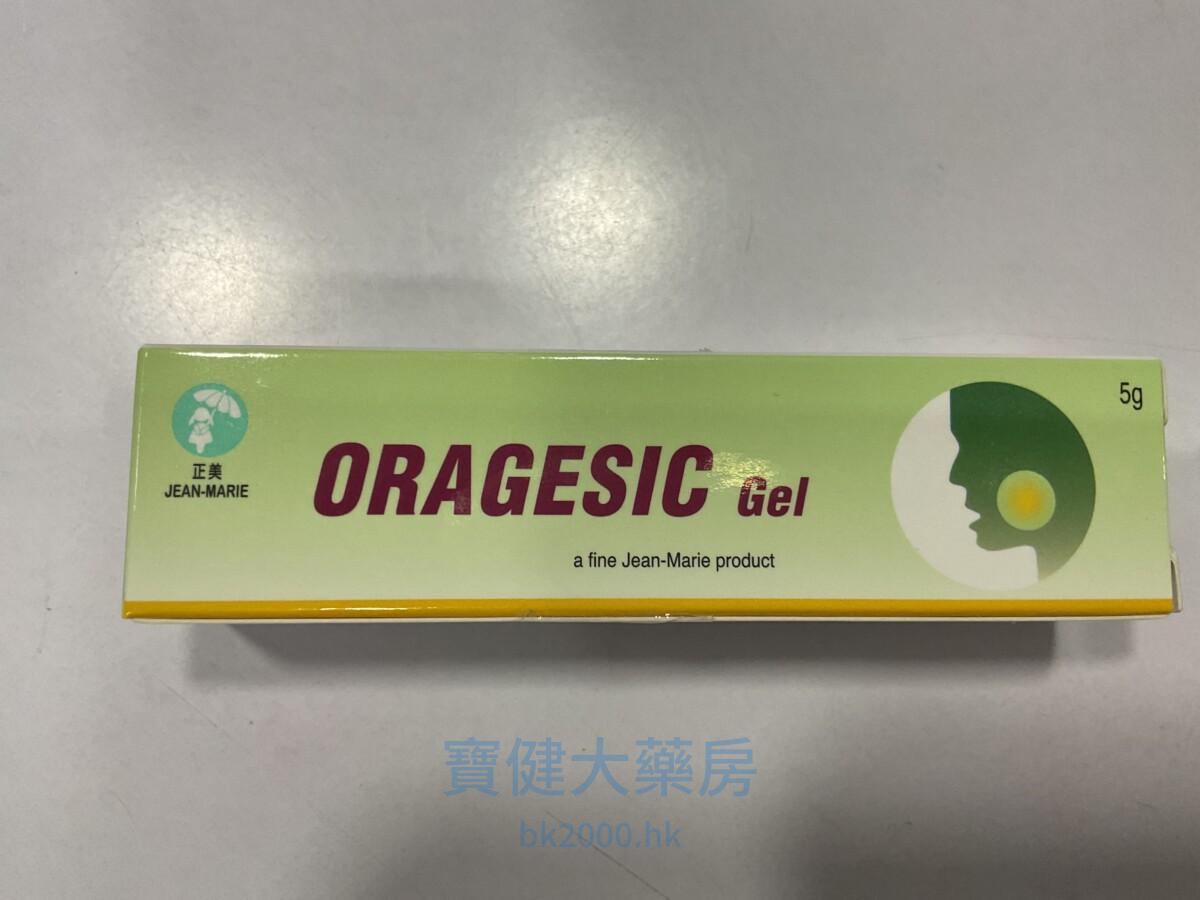 5g
正美
JEAN-MARIE
ORAGESIC Gel
a fine Jean-Marie product
寶健大藥房
bk2000.hk